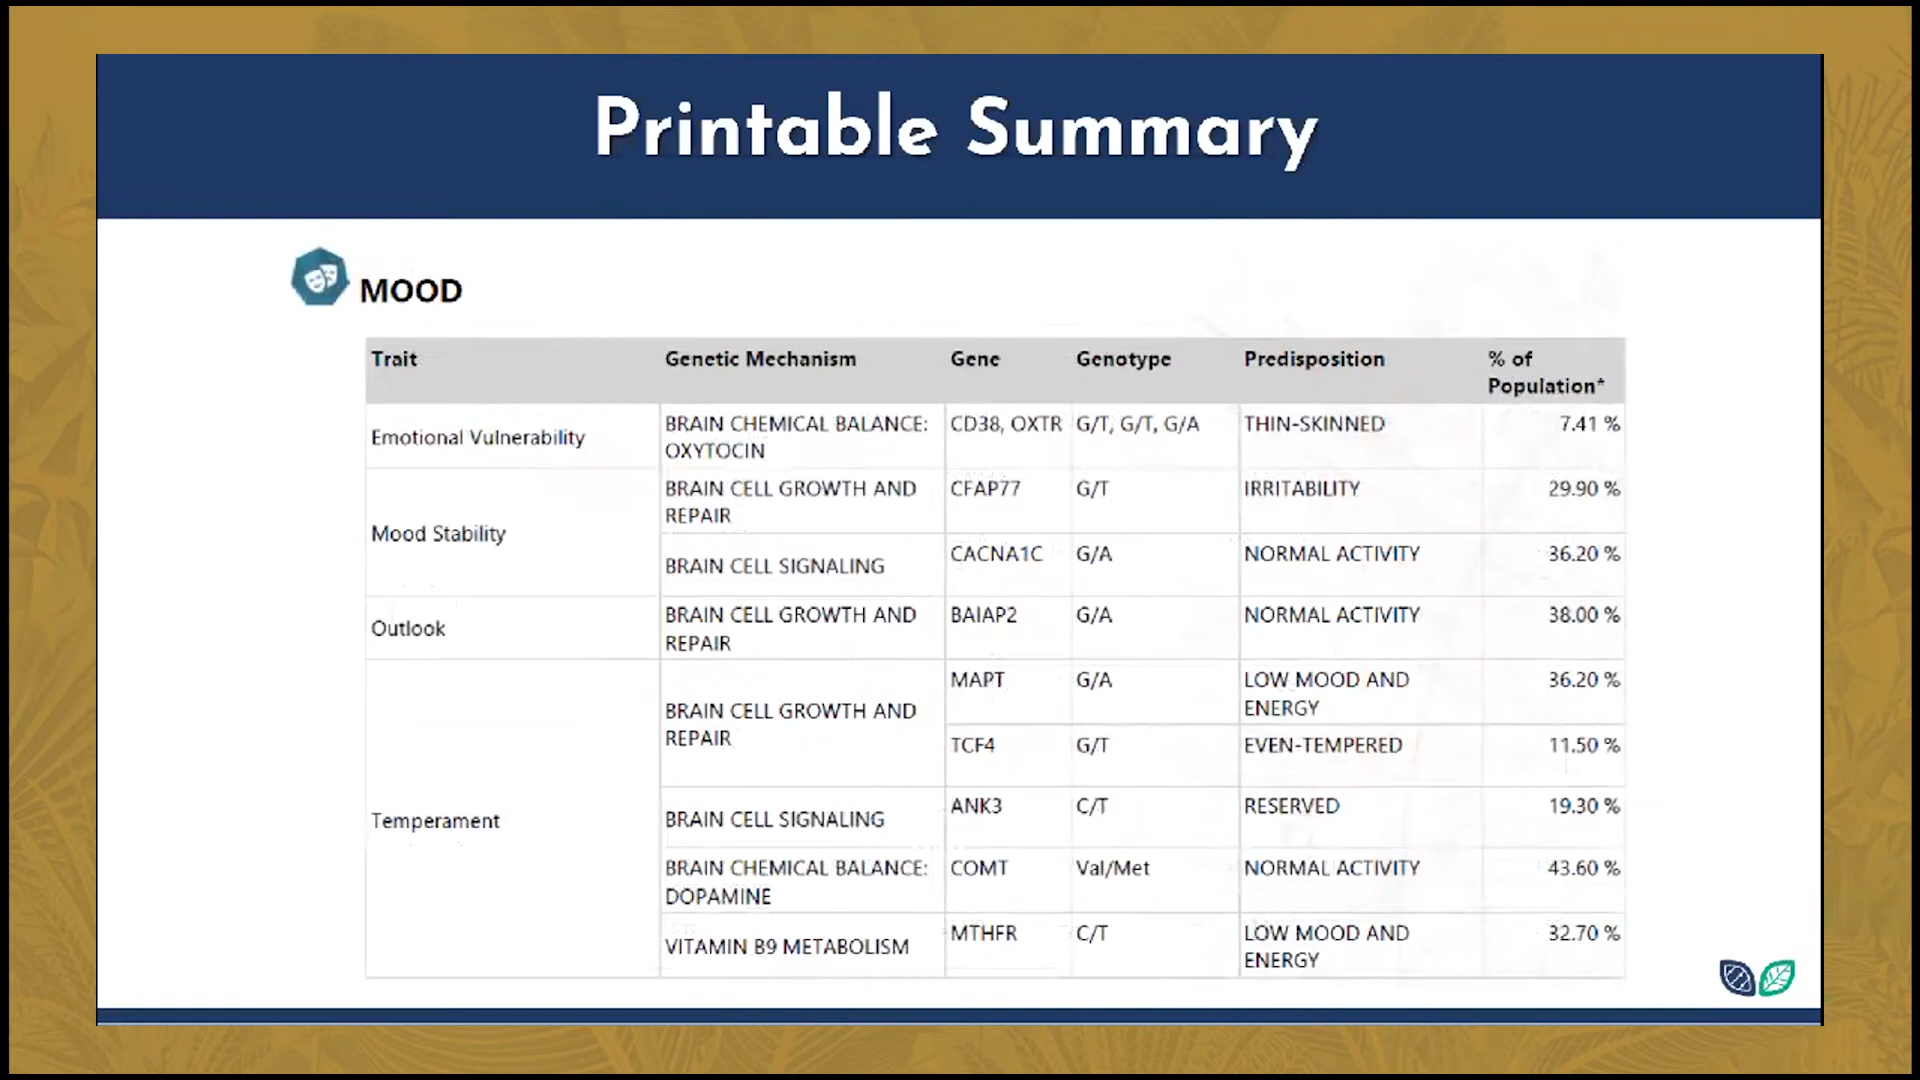 Printable Summary
MOOD
Trait Genetic Mechanism Gene Genotype Predisposition % of
Population*
Emotional Vulnerability BRAIN CHEMICAL BALANCE: CD38, OXTR G/T, G/T, G/A THIN-SKINNED 7.41 %
OXYTOCIN
Mood Stability BRAIN CELL GROWTH AND CFAP77 G/T IRRITABILITY 29.90 %
REPAIR
BRAIN CELL SIGNALING CACNA1C G/A NORMAL ACTIVITY 36.20 %
Outlook BRAIN CELL GROWTH AND BAIAP2 G/A NORMAL ACTIVITY 38.00 %
REPAIR
Temperament BRAIN CELL GROWTH AND MAPT G/A LOW MOOD AND 36.20 %
REPAIR ENERGY
TCF4 G/T EVEN-TEMPERED 11.50 %
BRAIN CELL SIGNALING ANK3 C/T RESERVED 19.30 %
BRAIN CHEMICAL BALANCE: COMT Val/Met NORMAL ACTIVITY 43.60 %
DOPAMINE
VITAMIN B9 METABOLISM MTHFR C/T LOW MOOD AND 32.70 %
ENERGY